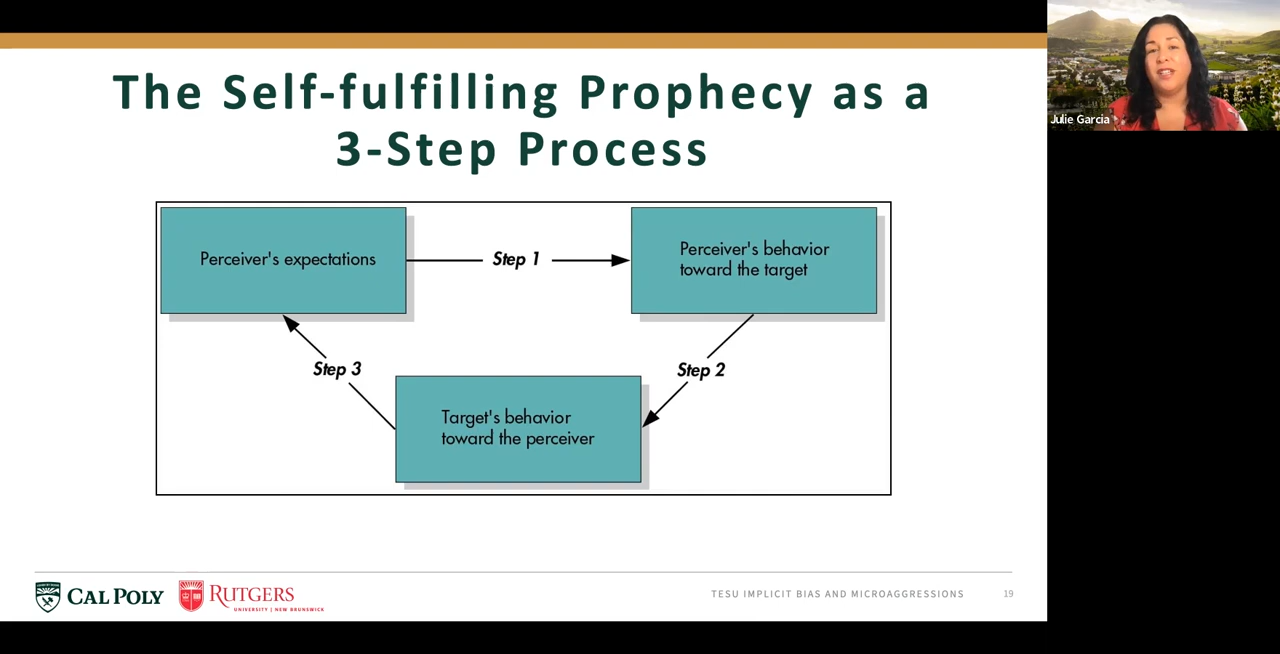 The Self-fulfilling Prophecy as a
3-Step Process
Julie Garcia
Perceiver's expectations
Step 1
Perceiver's behavior
toward the target
Step 3
Step 2
Target's behavior
toward the perceiver
CAL POLY
RUTGERS
UNIVERSITY | NEW BRUNSWICK
TESU IMPLICIT BIAS AND MICROAGGRESSIONS
19